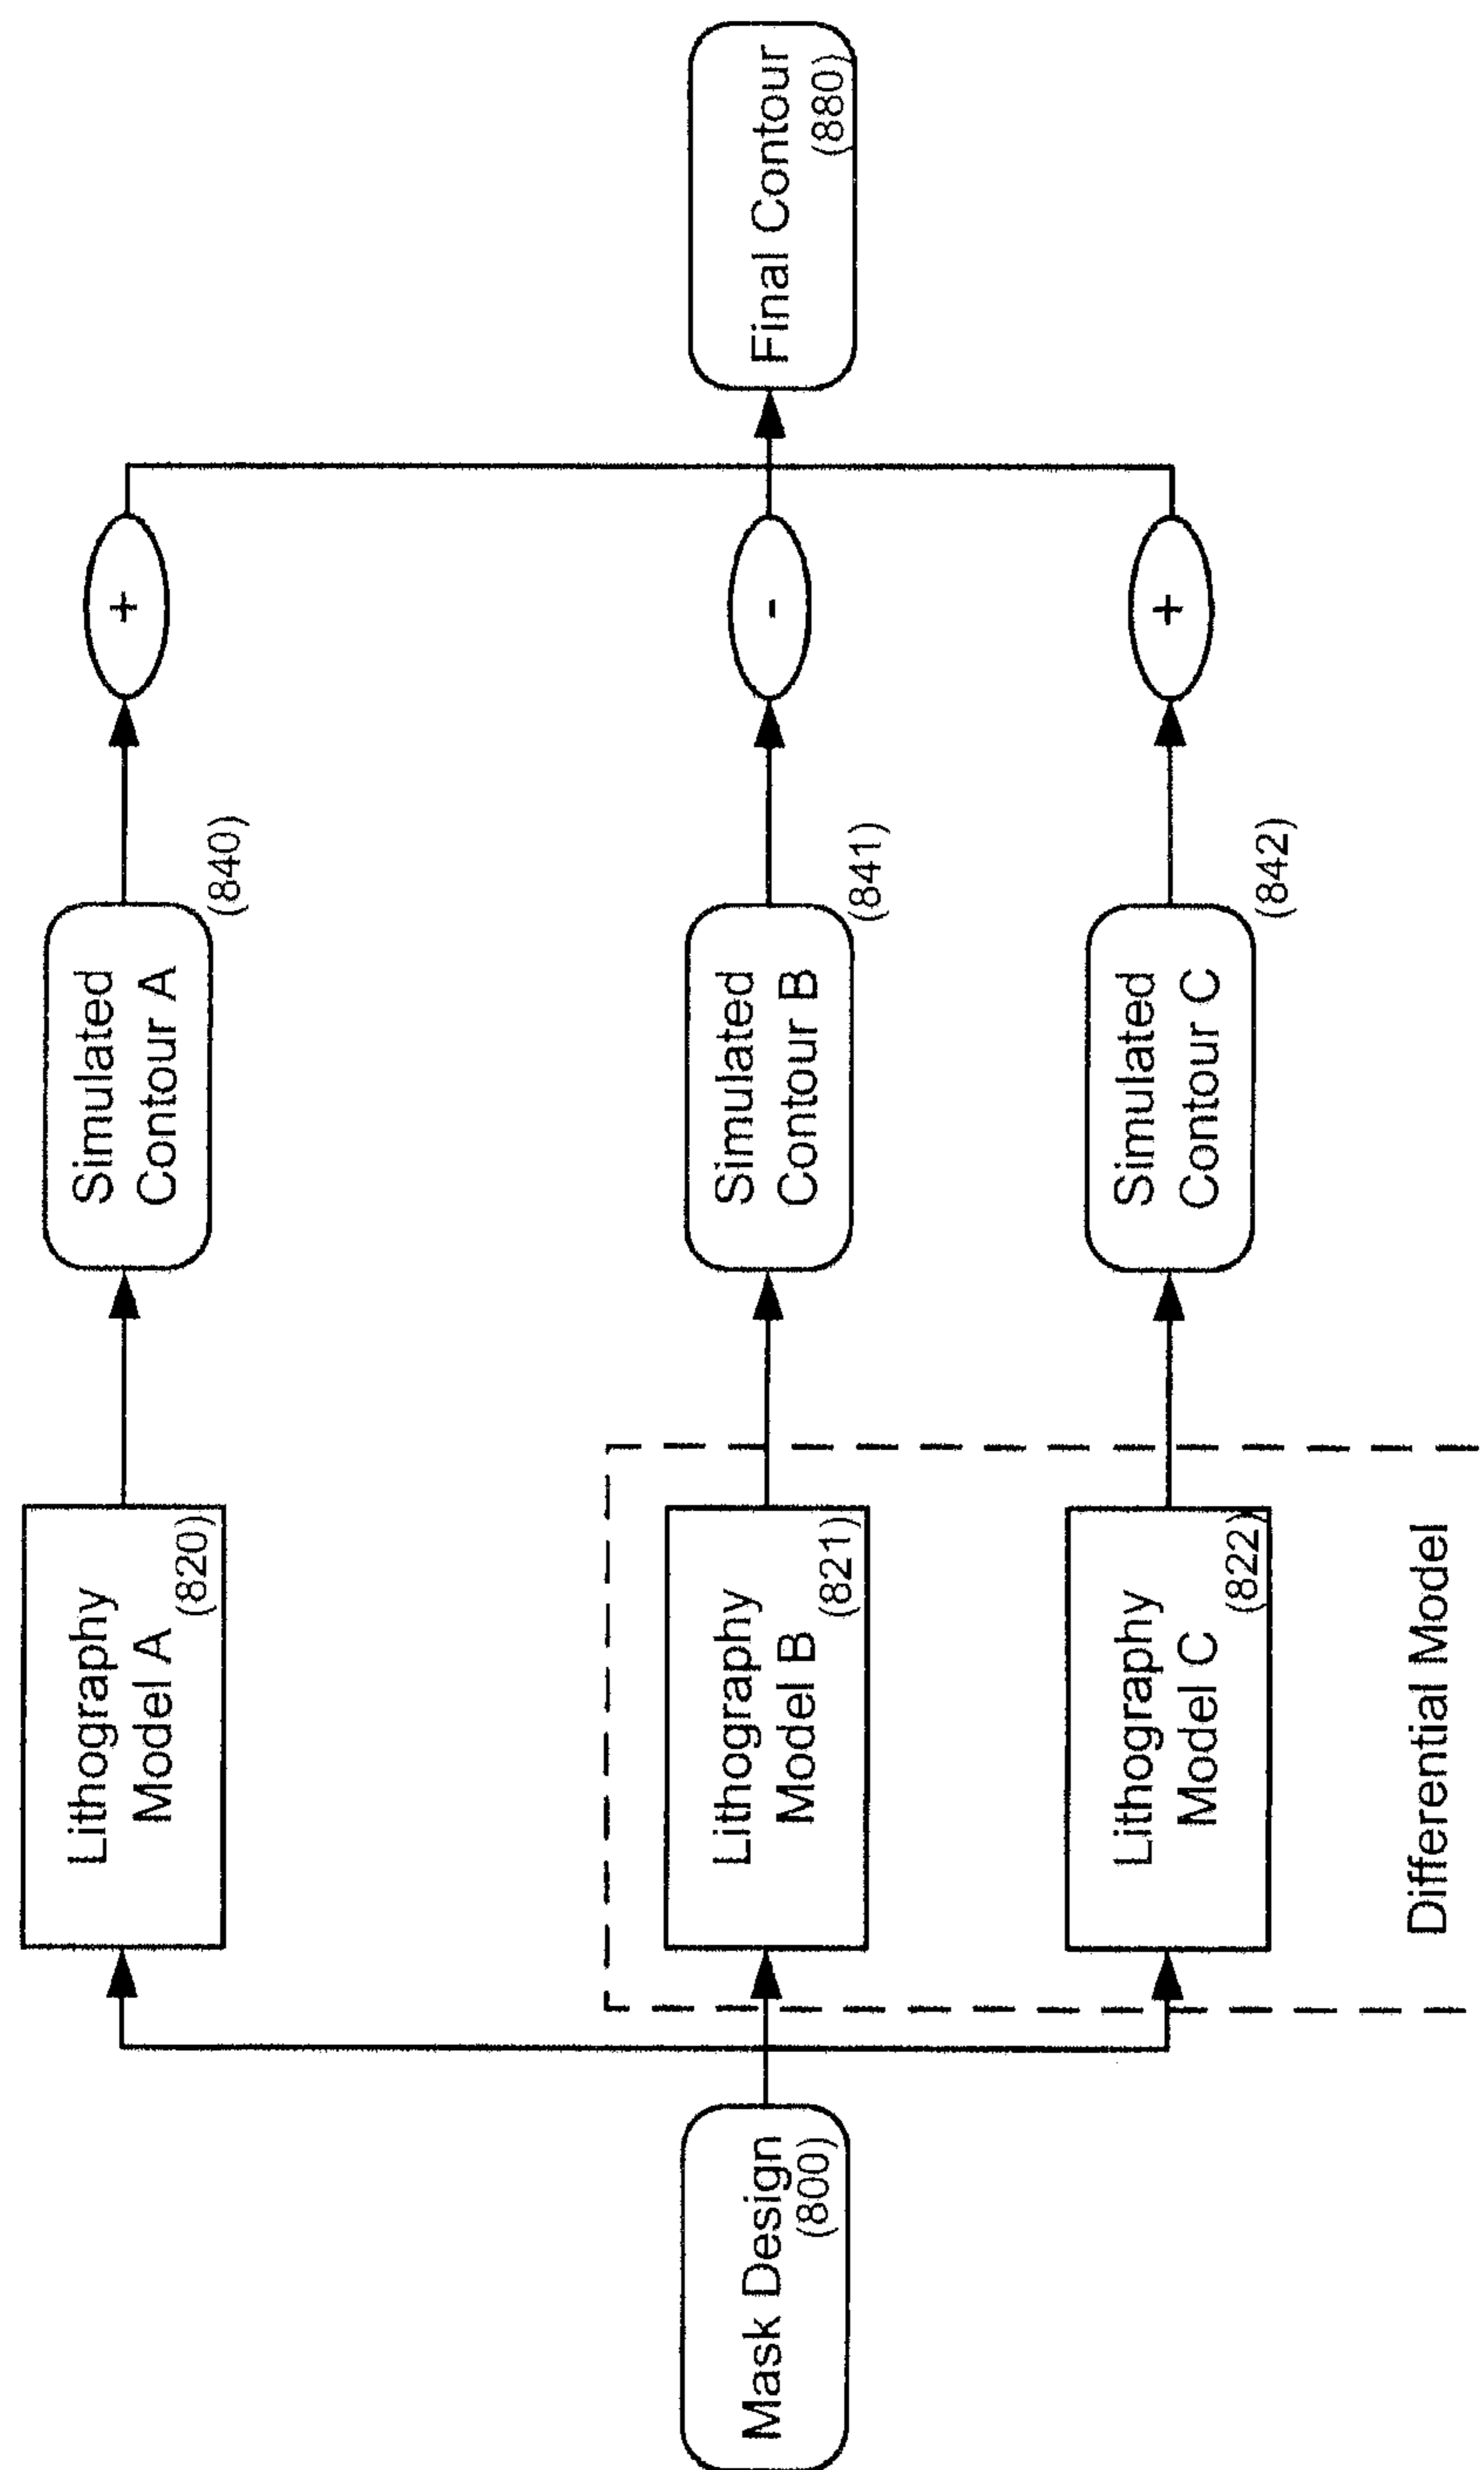 Mask Design
(800)
Lithography
Model A
(820)
Lithography
Model B
(821)
Lithography
Model C
(822)
Differential Model
Simulated
Contour A
(840)
Simulated
Contour B
(841)
Simulated
Contour C
(842)
+
-
+
Final Contour
(880)